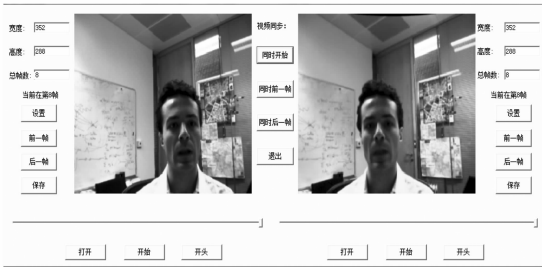 宽度: 352
高度: 288
总帧数: 8
当前在第8帧
设置
前一帧
后一帧
保存
视频同步:
同时开始
同时前一帧
同时后一帧
退出
宽度: 352
高度: 288
总帧数: 8
当前在第8帧
设置
前一帧
后一帧
保存
打开 开始 开头
打开 开始 开头